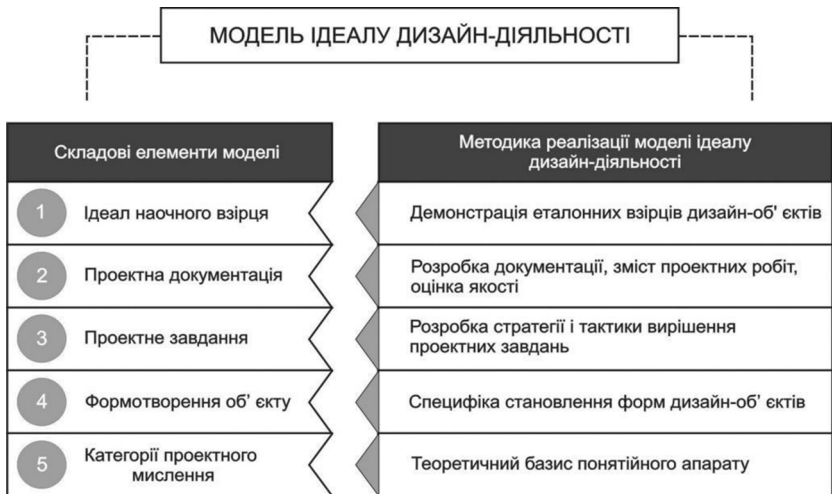 МОДЕЛЬ ІДЕАЛУ ДИЗАЙН-ДІЯЛЬНОСТІ
Складові елементи моделі
Методика реалізації моделі ідеалу
дизайн-діяльності
1
Ідеал наочного взірця
Демонстрація еталонних взірців дизайн-об' єктів
2
Проектна документація
Розробка документації, зміст проектних робіт,
оцінка якості
3
Проектне завдання
Розробка стратегії і тактики вирішення
проектних завдань
4
Формотворення об’ єкту
Специфіка становлення форм дизайн-об’ єктів
5
Категорії проектного
мислення
Теоретичний базис понятійного апарату